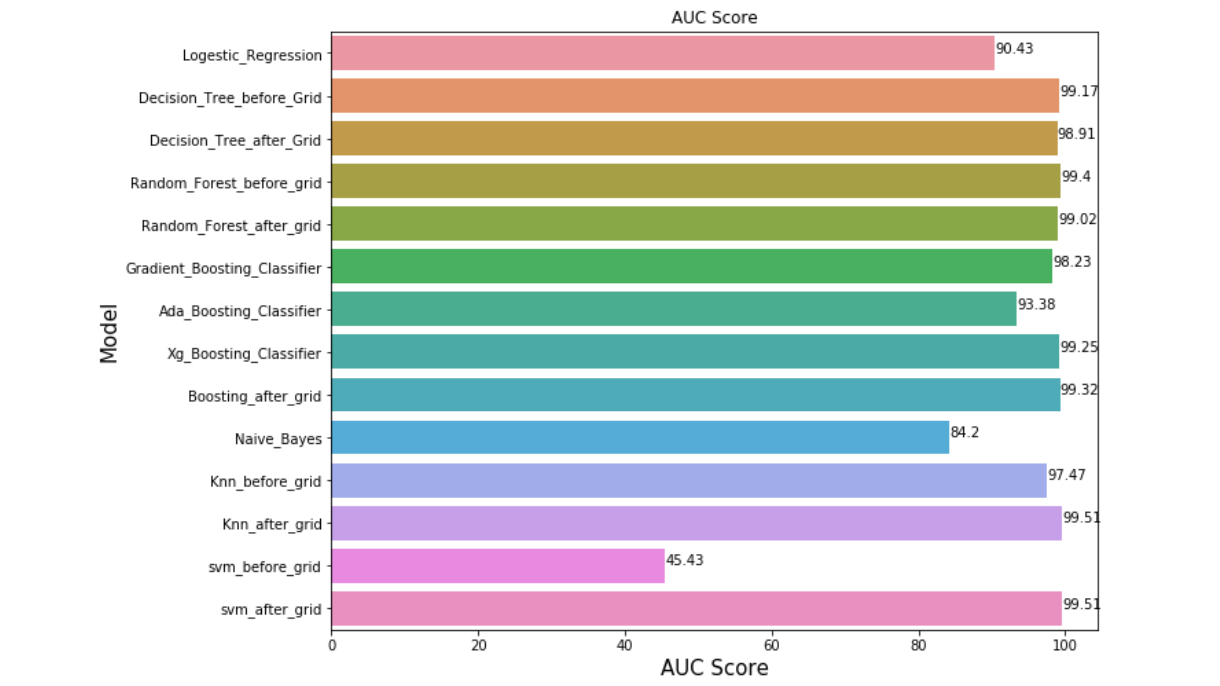 AUC Score
Logestic_Regression 90.43
Decision_Tree_before_Grid 99.17
Decision_Tree_after_Grid 98.91
Random_Forest_before_grid 99.4
Random_Forest_after_grid 99.02
Gradient_Boosting_Classifier 98.23
Ada_Boosting_Classifier 93.38
Xg_Boosting_Classifier 99.25
Boosting_after_grid 99.32
Naive_Bayes 84.2
Knn_before_grid 97.47
Knn_after_grid 99.51
svm_before_grid 45.43
svm_after_grid 99.51
Model
0 20 40 60 80 100
AUC Score